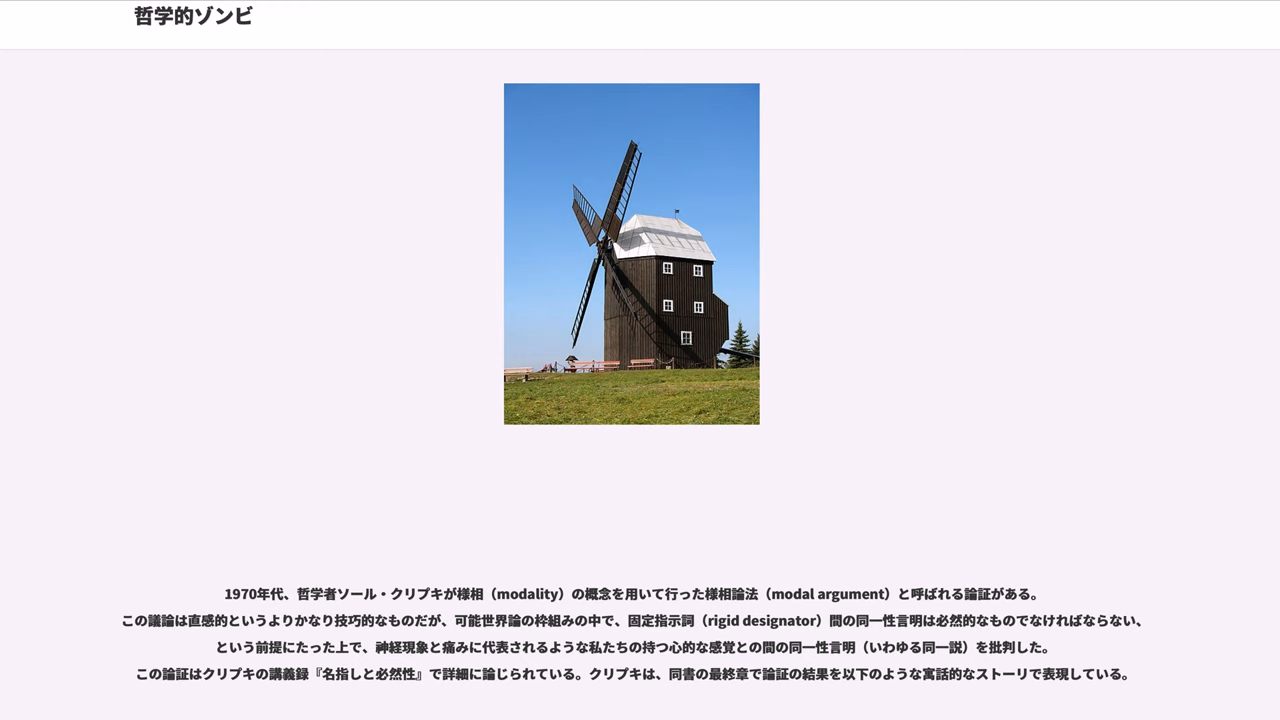 哲学的ゾンビ
1970年代、哲学者ソール・クリプキが様相（modality）の概念を用いて行った様相論法（modal argument）と呼ばれる論証がある。
この議論は直感的というよりかなり技巧的なものだが、可能世界論の枠組みの中で、固定指示詞（rigid designator）間の同一性言明は必然的なものでなければならない、
という前提にたった上で、神経現象と痛みに代表されるような私たちの持つ心的な感覚との間の同一性言明（いわゆる同一説）を批判した。
この論証はクリプキの講義録『名指しと必然性』で詳細に論じられている。クリプキは、同書の最終章で論証の結果を以下のような寓話的なストーリで表現している。